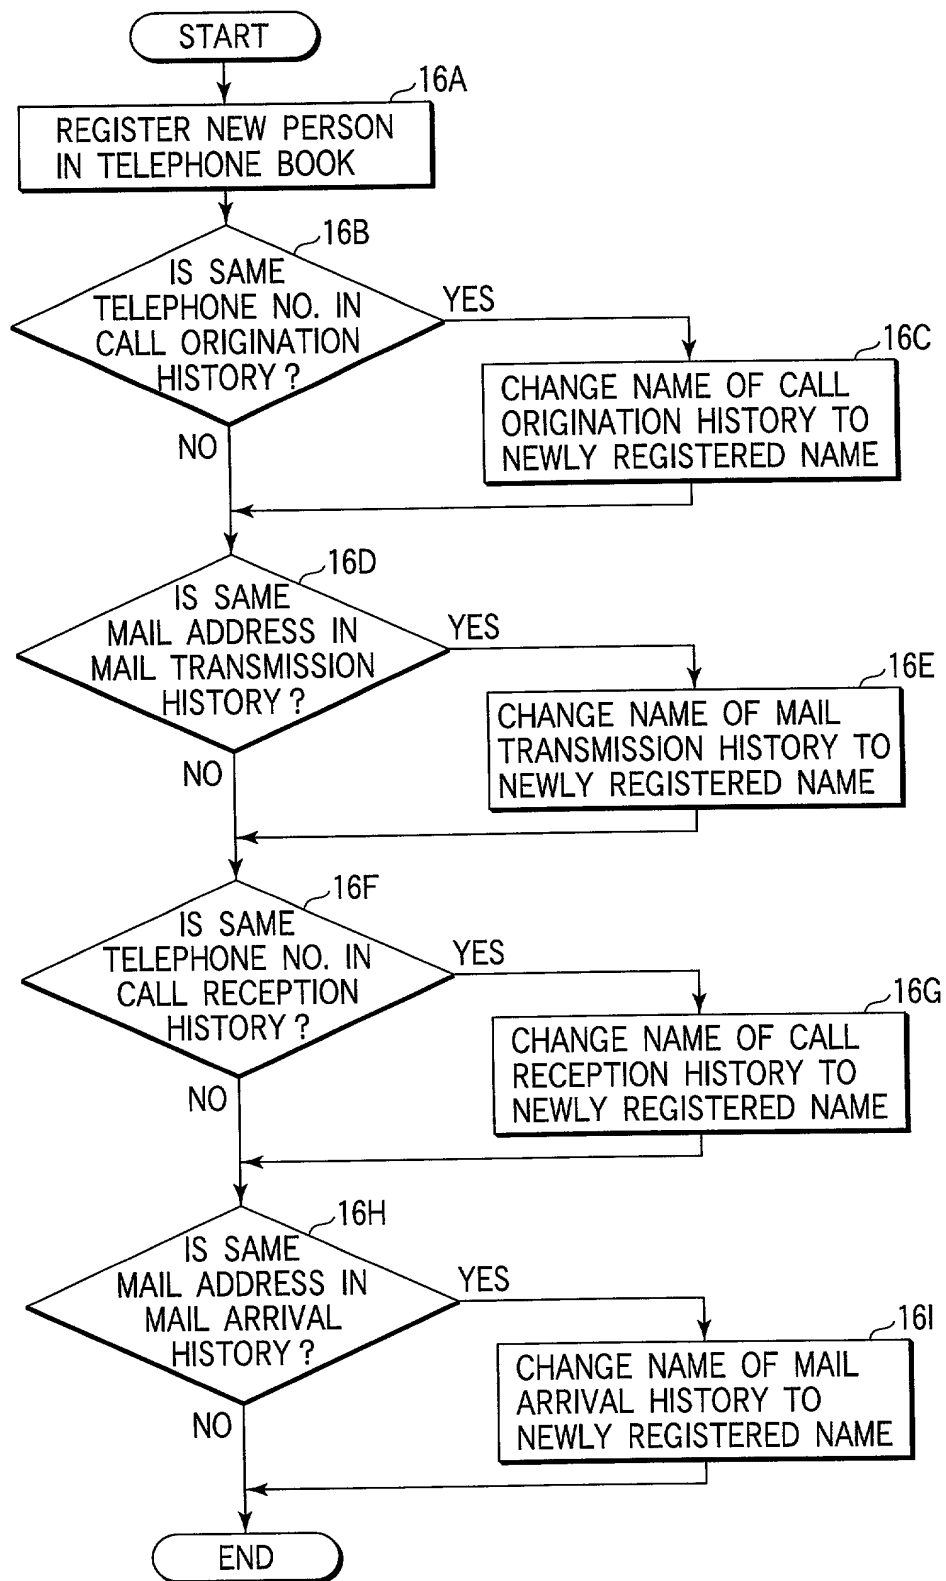 START
16A
REGISTER NEW PERSON
IN TELEPHONE BOOK
16B
IS SAME
TELEPHONE NO. IN
CALL ORIGINATION
HISTORY?
YES
NO
16C
CHANGE NAME OF CALL
ORIGINATION HISTORY TO
NEWLY REGISTERED NAME
16D
IS SAME
MAIL ADDRESS IN
MAIL TRANSMISSION
HISTORY?
YES
NO
16E
CHANGE NAME OF MAIL
TRANSMISSION HISTORY TO
NEWLY REGISTERED NAME
16F
IS SAME
TELEPHONE NO. IN
CALL RECEPTION
HISTORY?
YES
NO
16G
CHANGE NAME OF CALL
RECEPTION HISTORY TO
NEWLY REGISTERED NAME
16H
IS SAME
MAIL ADDRESS IN
MAIL ARRIVAL
HISTORY?
YES
NO
16I
CHANGE NAME OF MAIL
ARRIVAL HISTORY TO
NEWLY REGISTERED NAME
END